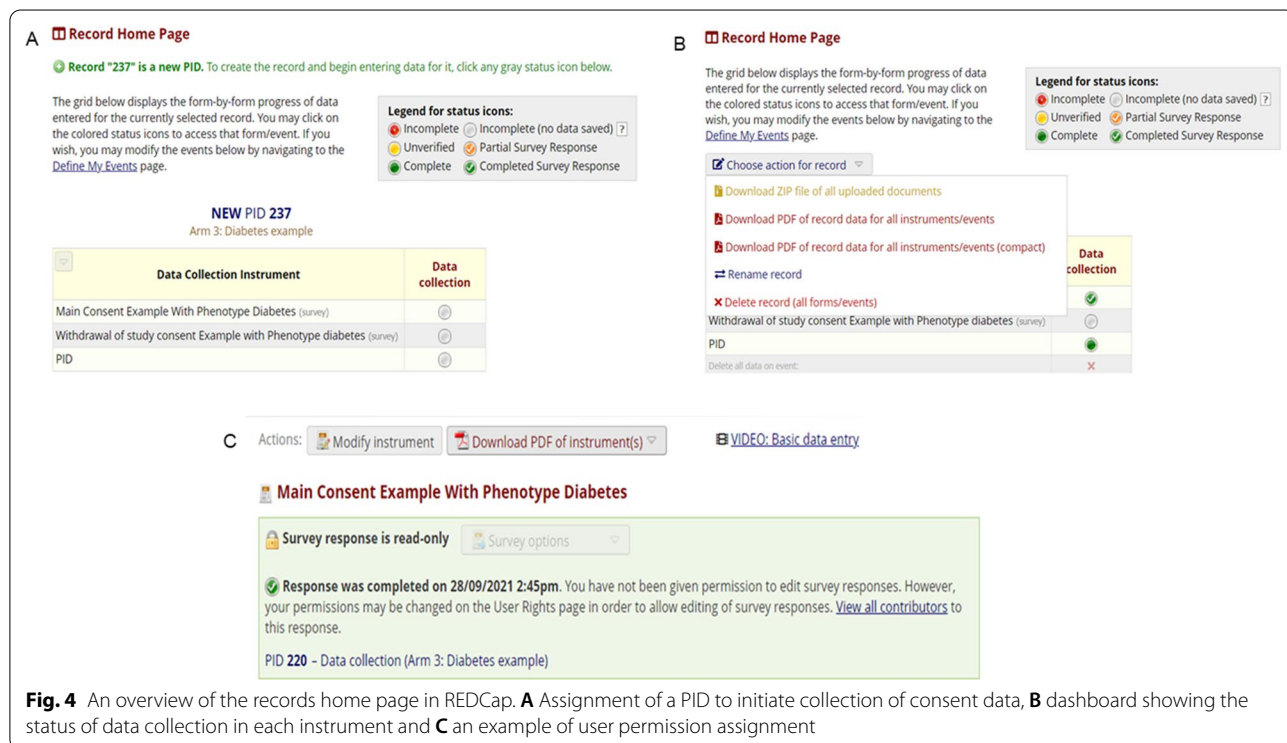 A
Record Home Page
Record "237" is a new PID. To create the record and begin entering data for it, click any gray status icon below.
The grid below displays the form-by-form progress of data
entered for the currently selected record. You may click on
the colored status icons to access that form/event. If you
wish, you may modify the events below by navigating to the
Define My Events page.
Legend for status icons:
Incomplete Incomplete (no data saved) ?
Unverified Partial Survey Response
Complete Completed Survey Response
NEW PID 237
Arm 3: Diabetes example
Data Collection Instrument Data
collection
Main Consent Example With Phenotype Diabetes (survey)
Withdrawal of study consent Example with Phenotype diabetes (survey)
PID
B
Record Home Page
The grid below displays the form-by-form progress of data
entered for the currently selected record. You may click on
the colored status icons to access that form/event. If you
wish, you may modify the events below by navigating to the
Define My Events page.
Legend for status icons:
Incomplete Incomplete (no data saved) ?
Unverified Partial Survey Response
Complete Completed Survey Response
Choose action for record
Download ZIP file of all uploaded documents
Download PDF of record data for all instruments/events
Download PDF of record data for all instruments/events (compact)
Rename record
Delete record (all forms/events)
Data
collection
Withdrawal of study consent Example with Phenotype diabetes (survey)
PID
Delete all data on event:
C
Actions: Modify instrument Download PDF of instrument(s) VIDEO: Basic data entry
Main Consent Example With Phenotype Diabetes
Survey response is read-only Survey options
Response was completed on 28/09/2021 2:45pm. You have not been given permission to edit survey responses. However,
your permissions may be changed on the User Rights page in order to allow editing of survey responses. View all contributors to
this response.
PID 220 – Data collection (Arm 3: Diabetes example)
Fig. 4 An overview of the records home page in REDCap. A Assignment of a PID to initiate collection of consent data, B dashboard showing the
status of data collection in each instrument and C an example of user permission assignment